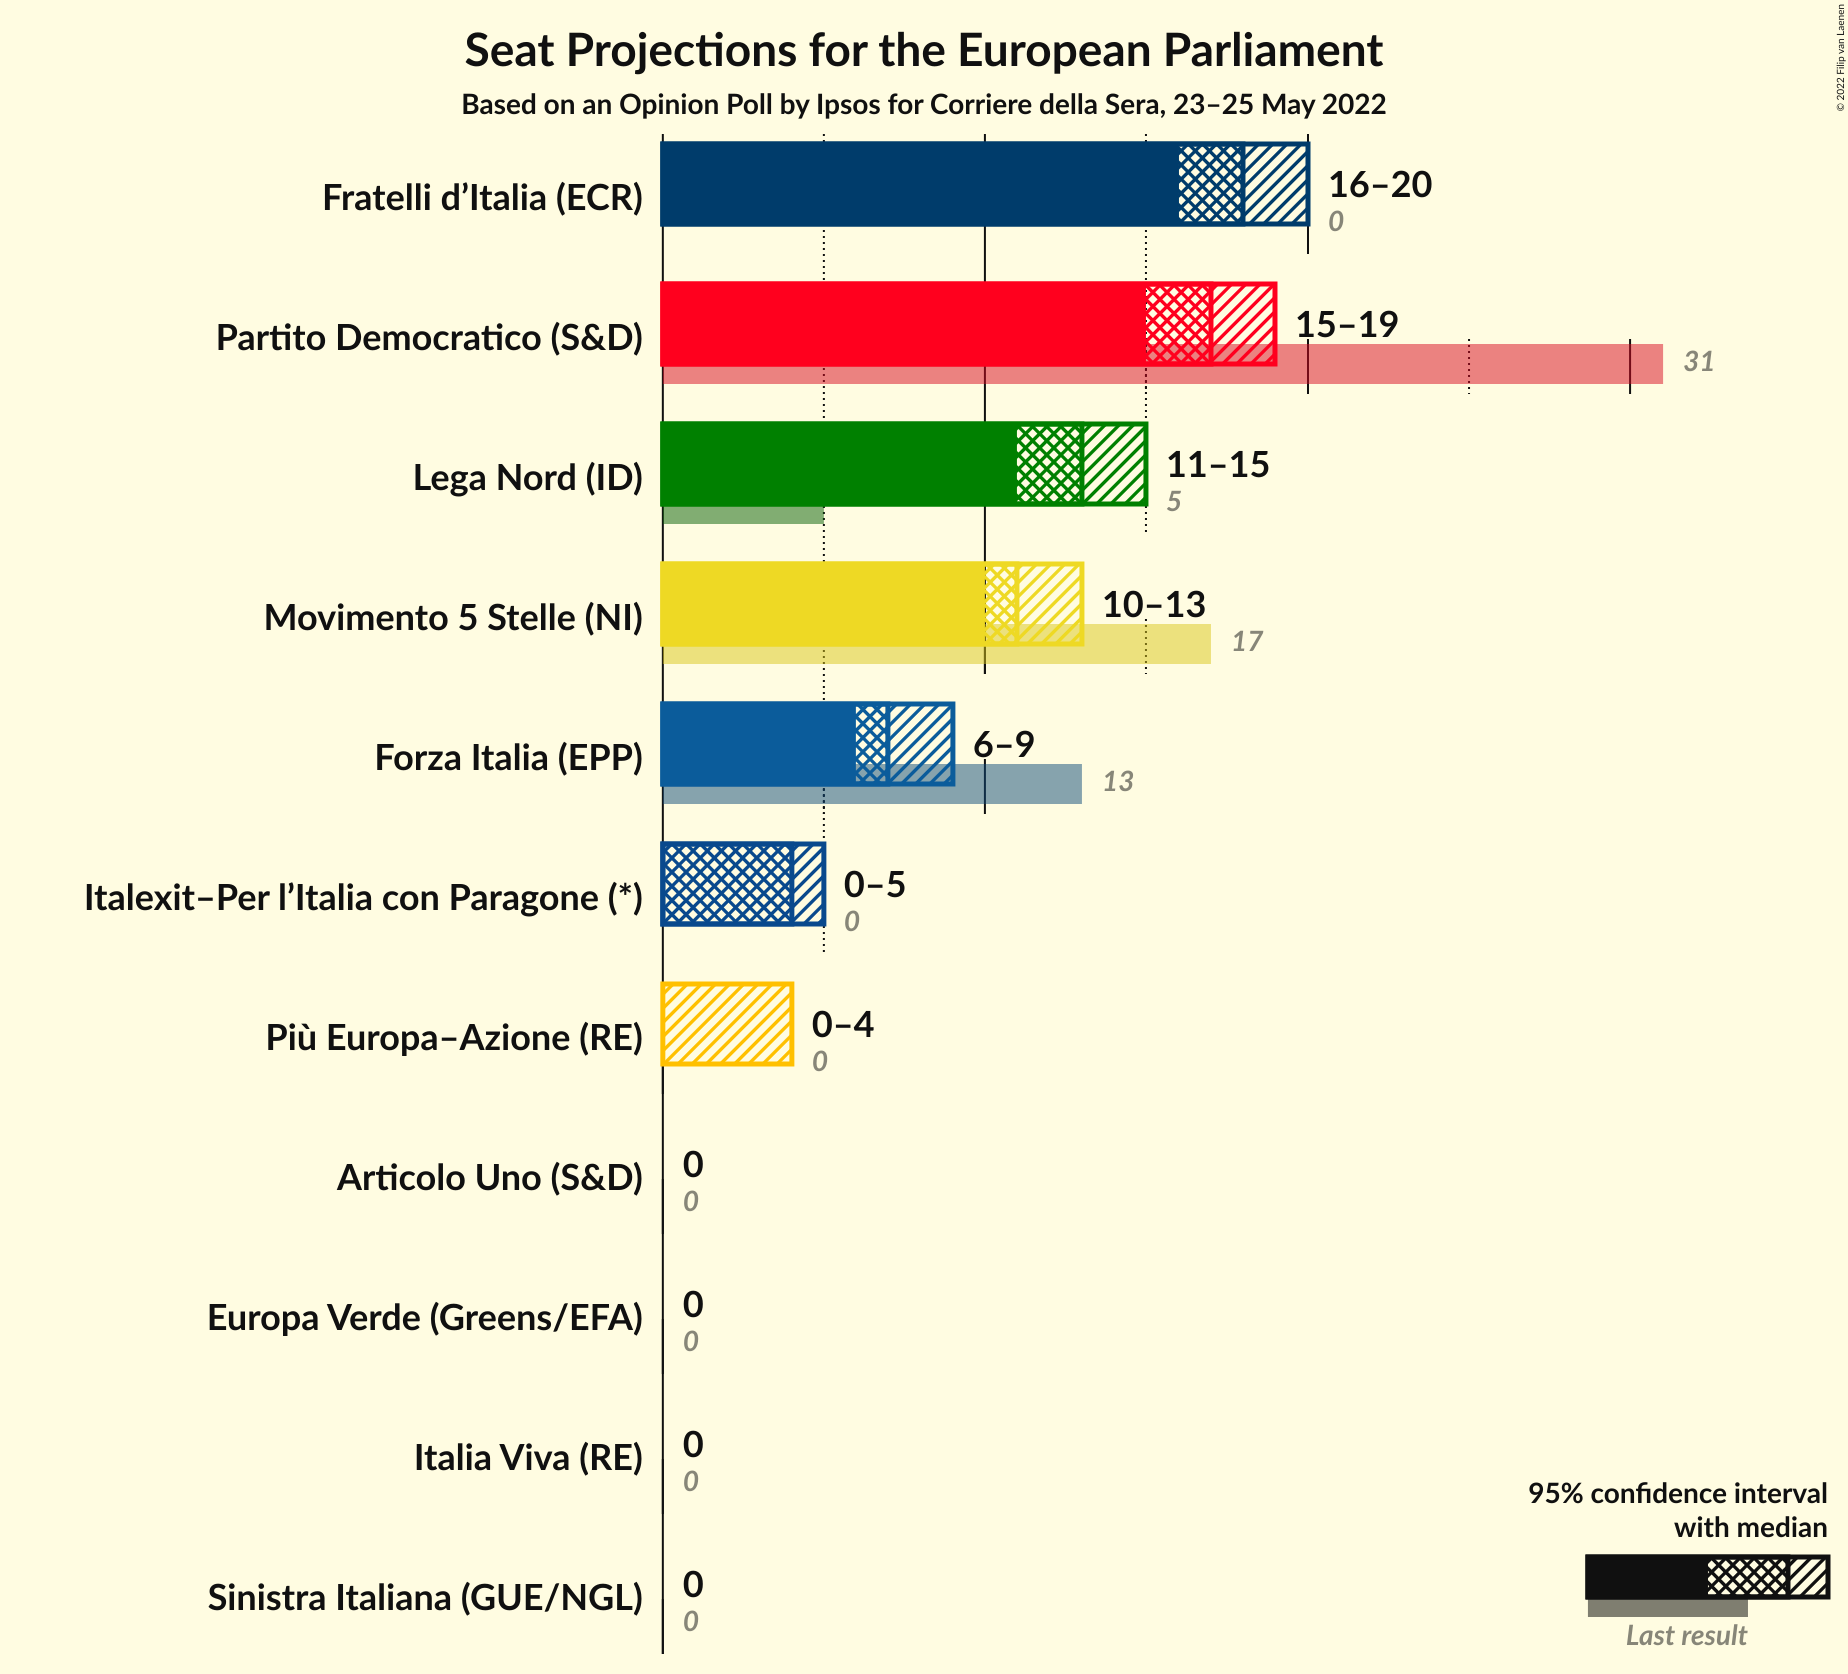 Seat Projections for the European Parliament
Based on an Opinion Poll by Ipsos for Corriere della Sera, 23–25 May 2022
© 2022 Filip van Laenen
Fratelli d’Italia (ECR)
16–20
0
Partito Democratico (S&D)
15–19
31
Lega Nord (ID)
11–15
5
Movimento 5 Stelle (NI)
10–13
17
Forza Italia (EPP)
6–9
13
Italexit–Per l’Italia con Paragone (*)
0–5
0
Più Europa–Azione (RE)
0–4
0
Articolo Uno (S&D)
0
0
Europa Verde (Greens/EFA)
0
0
Italia Viva (RE)
0
0
Sinistra Italiana (GUE/NGL)
0
0
95% confidence interval
with median
Last result